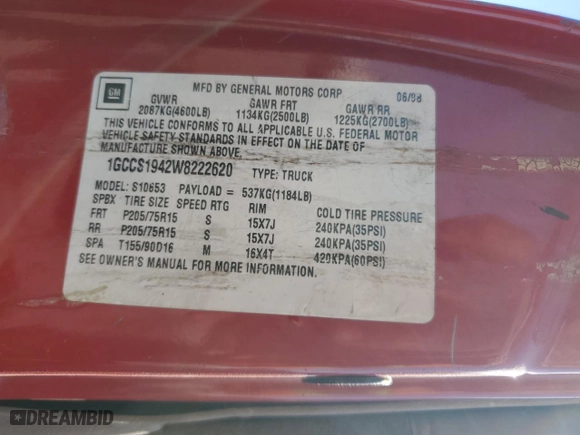 GM
MFD BY GENERAL MOTORS CORP 06/98
GVWR GAWR FRT GAWR RR
2087KG(4600LB) 1134KG(2500LB) 1225KG(2700LB)
THIS VEHICLE CONFORMS TO ALL APPLICABLE U.S. FEDERAL MOTOR
VEHICLE SAFETY STANDARDS IN EFFECT ON THE DATE OF
MANUFACTURE SHOWN ABOVE.
1GCCS1942W8222620 TYPE: TRUCK
MODEL: S10653 PAYLOAD = 537KG(1184LB)
SPBX TIRE SIZE SPEED RTG RIM COLD TIRE PRESSURE
FRT P205/75R15 S 15X7J 240KPA(35PSI)
RR P205/75R15 S 15X7J 240KPA(35PSI)
SPA T155/90D16 M 16X4T 420KPA(60PSI)
SEE OWNER'S MANUAL FOR MORE INFORMATION
DREAMBID